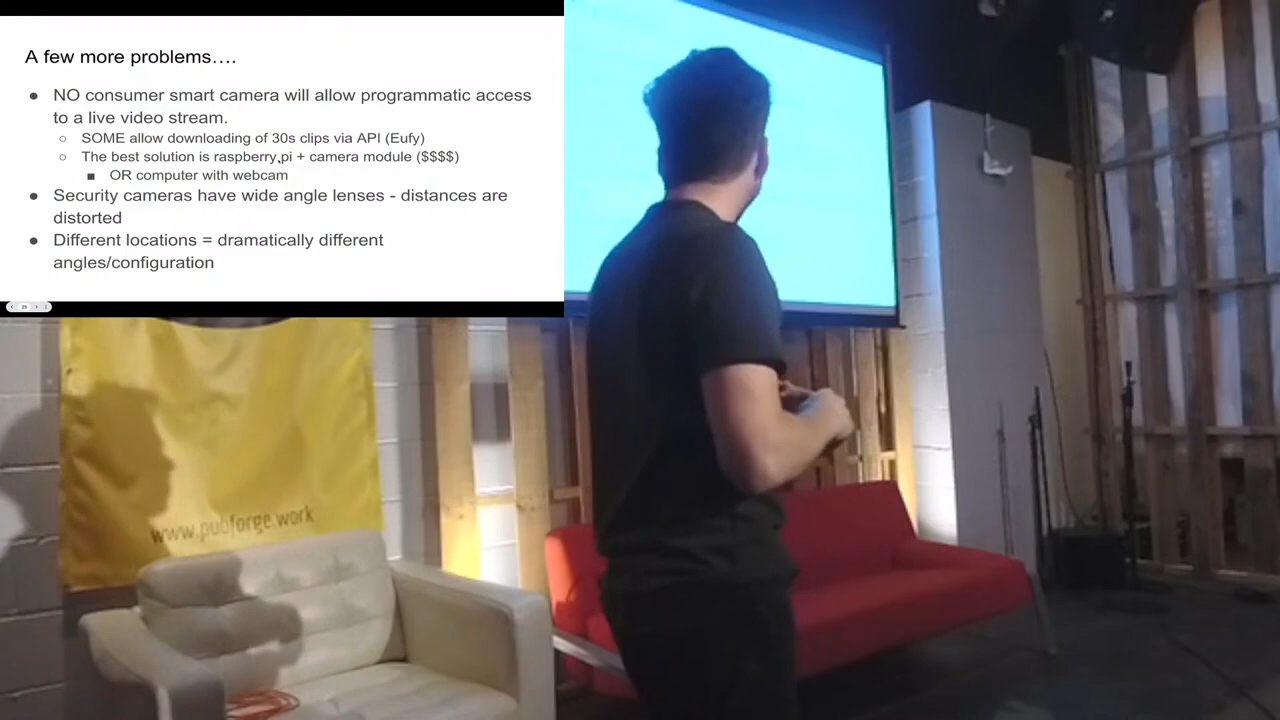 A few more problems….
● NO consumer smart camera will allow programmatic access
to a live video stream.
○ SOME allow downloading of 30s clips via API (Eufy)
○ The best solution is raspberry pi + camera module ($$$$)
■ OR computer with webcam
● Security cameras have wide angle lenses - distances are
distorted
● Different locations = dramatically different
angles/configuration
www.pubforge.work